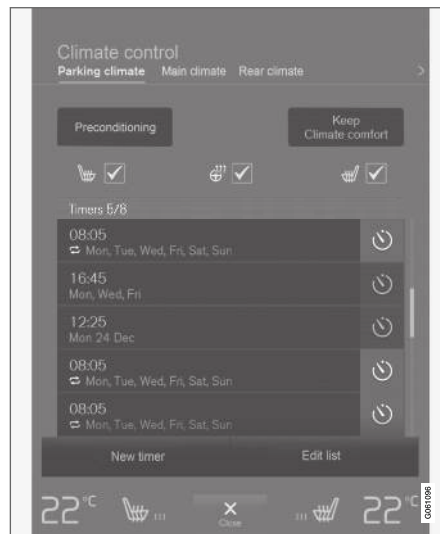 Climate control
Parking climate Main climate Rear climate
Preconditioning
Keep
Climate comfort
Timers 5/8
08:05
Mon, Tue, Wed, Fri, Sat, Sun
16:45
Mon, Wed, Fri
12:25
Mon 24 Dec
08:05
Mon, Tue, Wed, Fri, Sat, Sun
08:05
Mon, Tue, Wed, Fri, Sat, Sun
New timer Edit list
22°C Close 22°C
G061096